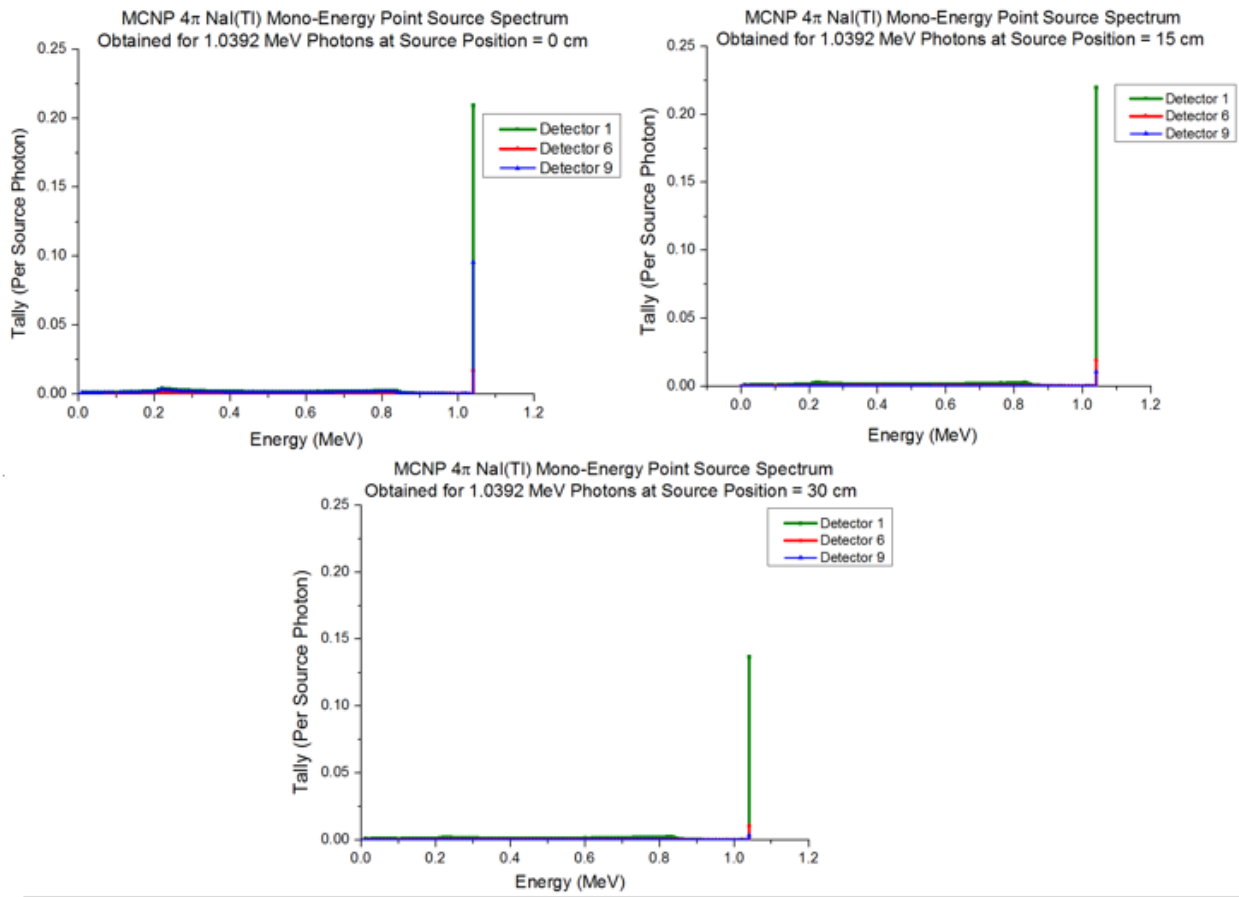 MCNP 4π NaI(Tl) Mono-Energy Point Source Spectrum
Obtained for 1.0392 MeV Photons at Source Position = 0 cm
0.25
0.20
0.15
0.10
0.05
0.00
Tally (Per Source Photon)
Detector 1
Detector 6
Detector 9
0.0 0.2 0.4 0.6 0.8 1.0 1.2
Energy (MeV)
MCNP 4π NaI(Tl) Mono-Energy Point Source Spectrum
Obtained for 1.0392 MeV Photons at Source Position = 15 cm
0.25
0.20
0.15
0.10
0.05
0.00
Tally (Per Source Photon)
Detector 1
Detector 6
Detector 9
0.0 0.2 0.4 0.6 0.8 1.0 1.2
Energy (MeV)
MCNP 4π NaI(Tl) Mono-Energy Point Source Spectrum
Obtained for 1.0392 MeV Photons at Source Position = 30 cm
0.25
0.20
0.15
0.10
0.05
0.00
Tally (Per Source Photon)
Detector 1
Detector 6
Detector 9
0.0 0.2 0.4 0.6 0.8 1.0 1.2
Energy (MeV)